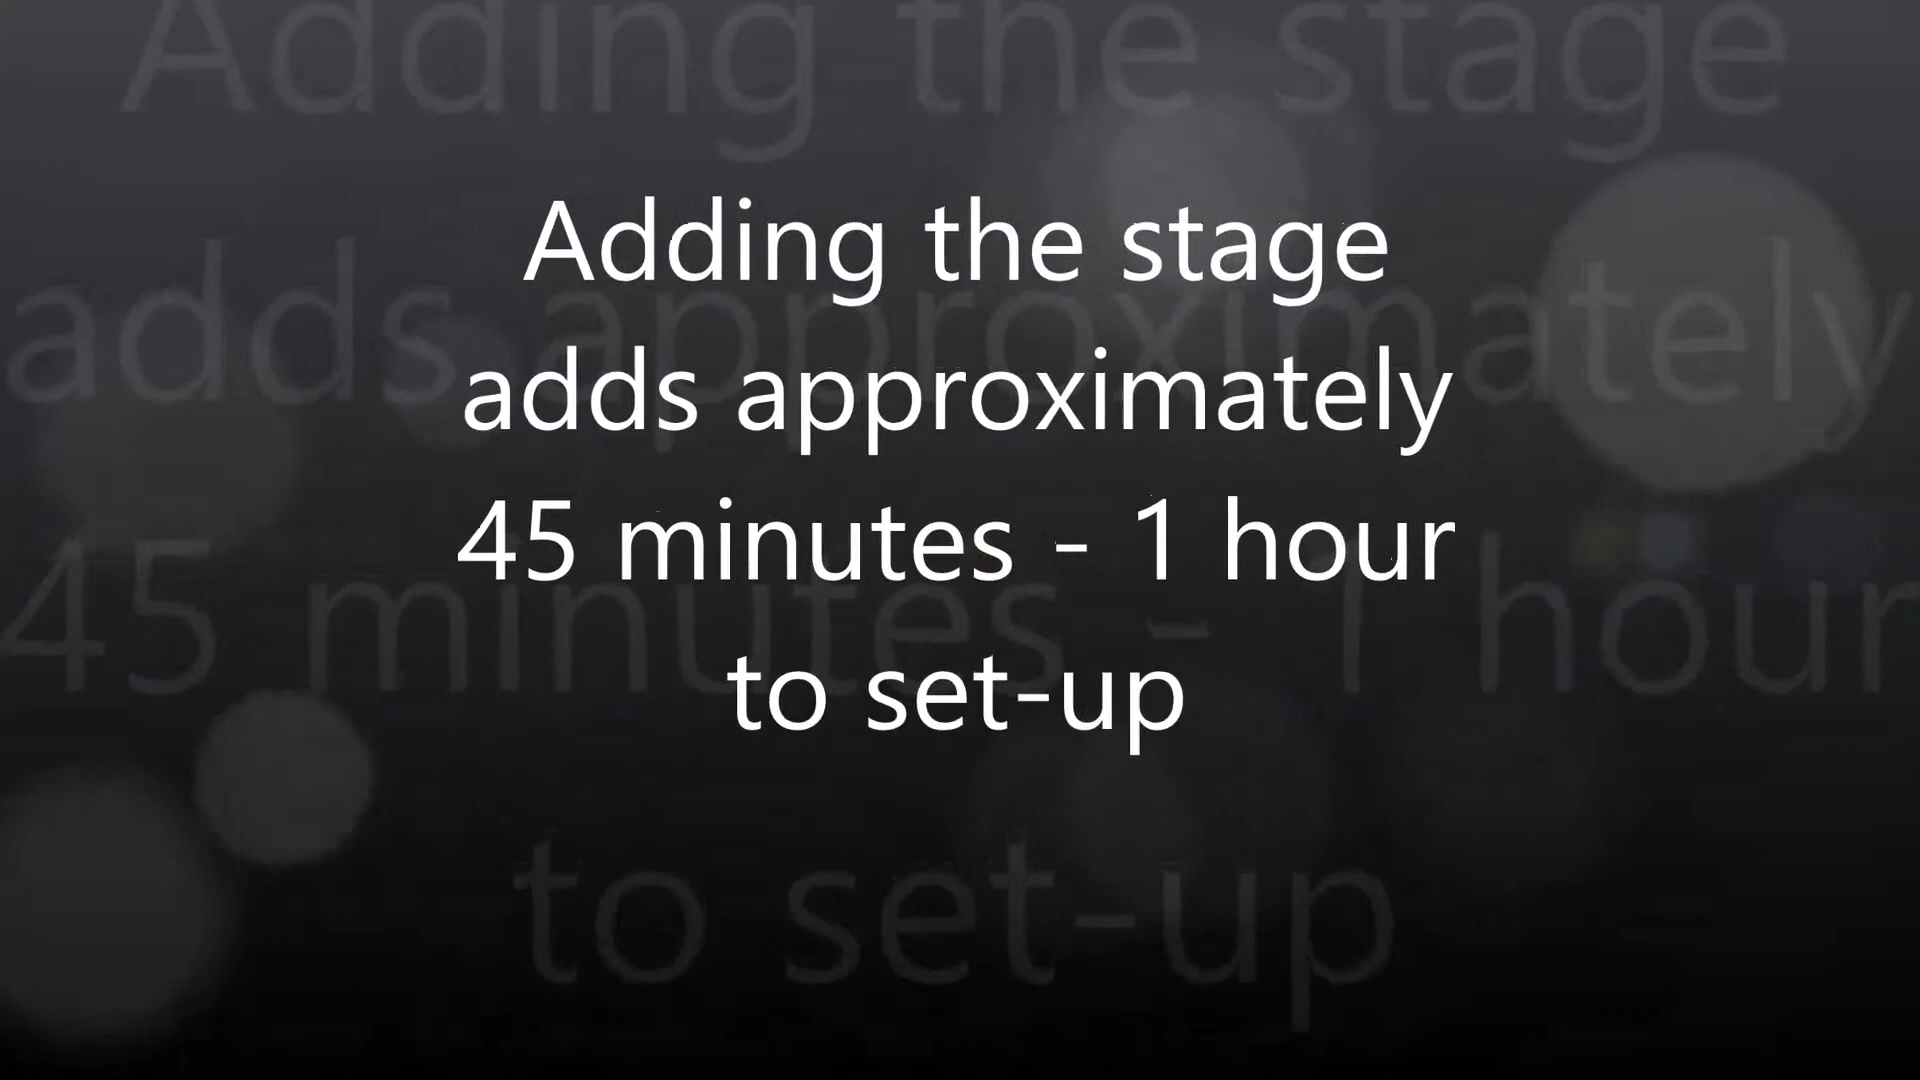 Adding the stage
adds approximately
45 minutes - 1 hour
to set-up